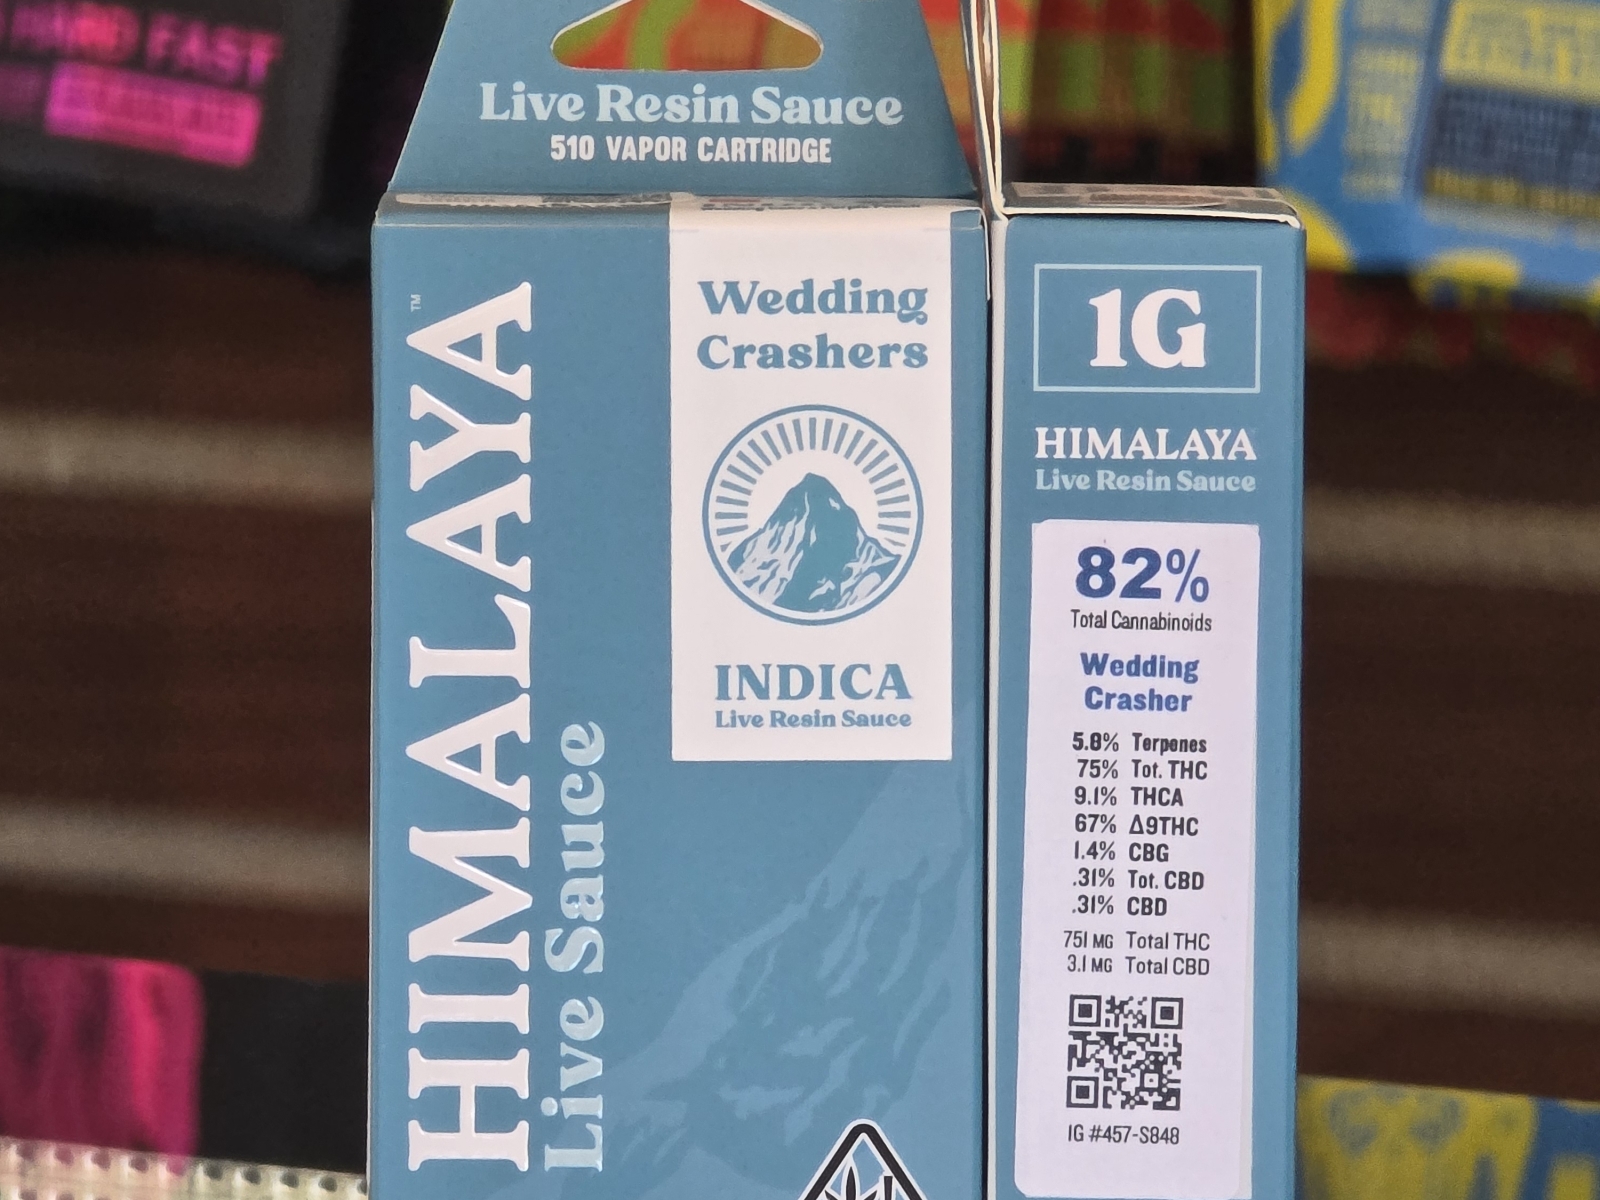 HARD FAST
Live Resin Sauce
510 VAPOR CARTRIDGE
HIMALAYA™
Live Sauce
Wedding
Crashers
INDICA
Live Resin Sauce
1G
HIMALAYA
Live Resin Sauce
82%
Total Cannabinoids
Wedding
Crasher
5.8% Terpenes
75% Tot. THC
9.1% THCA
67% Δ9THC
1.4% CBG
.31% Tot. CBD
.31% CBD
751 MG Total THC
3.1 MG Total CBD
1G #457-S848